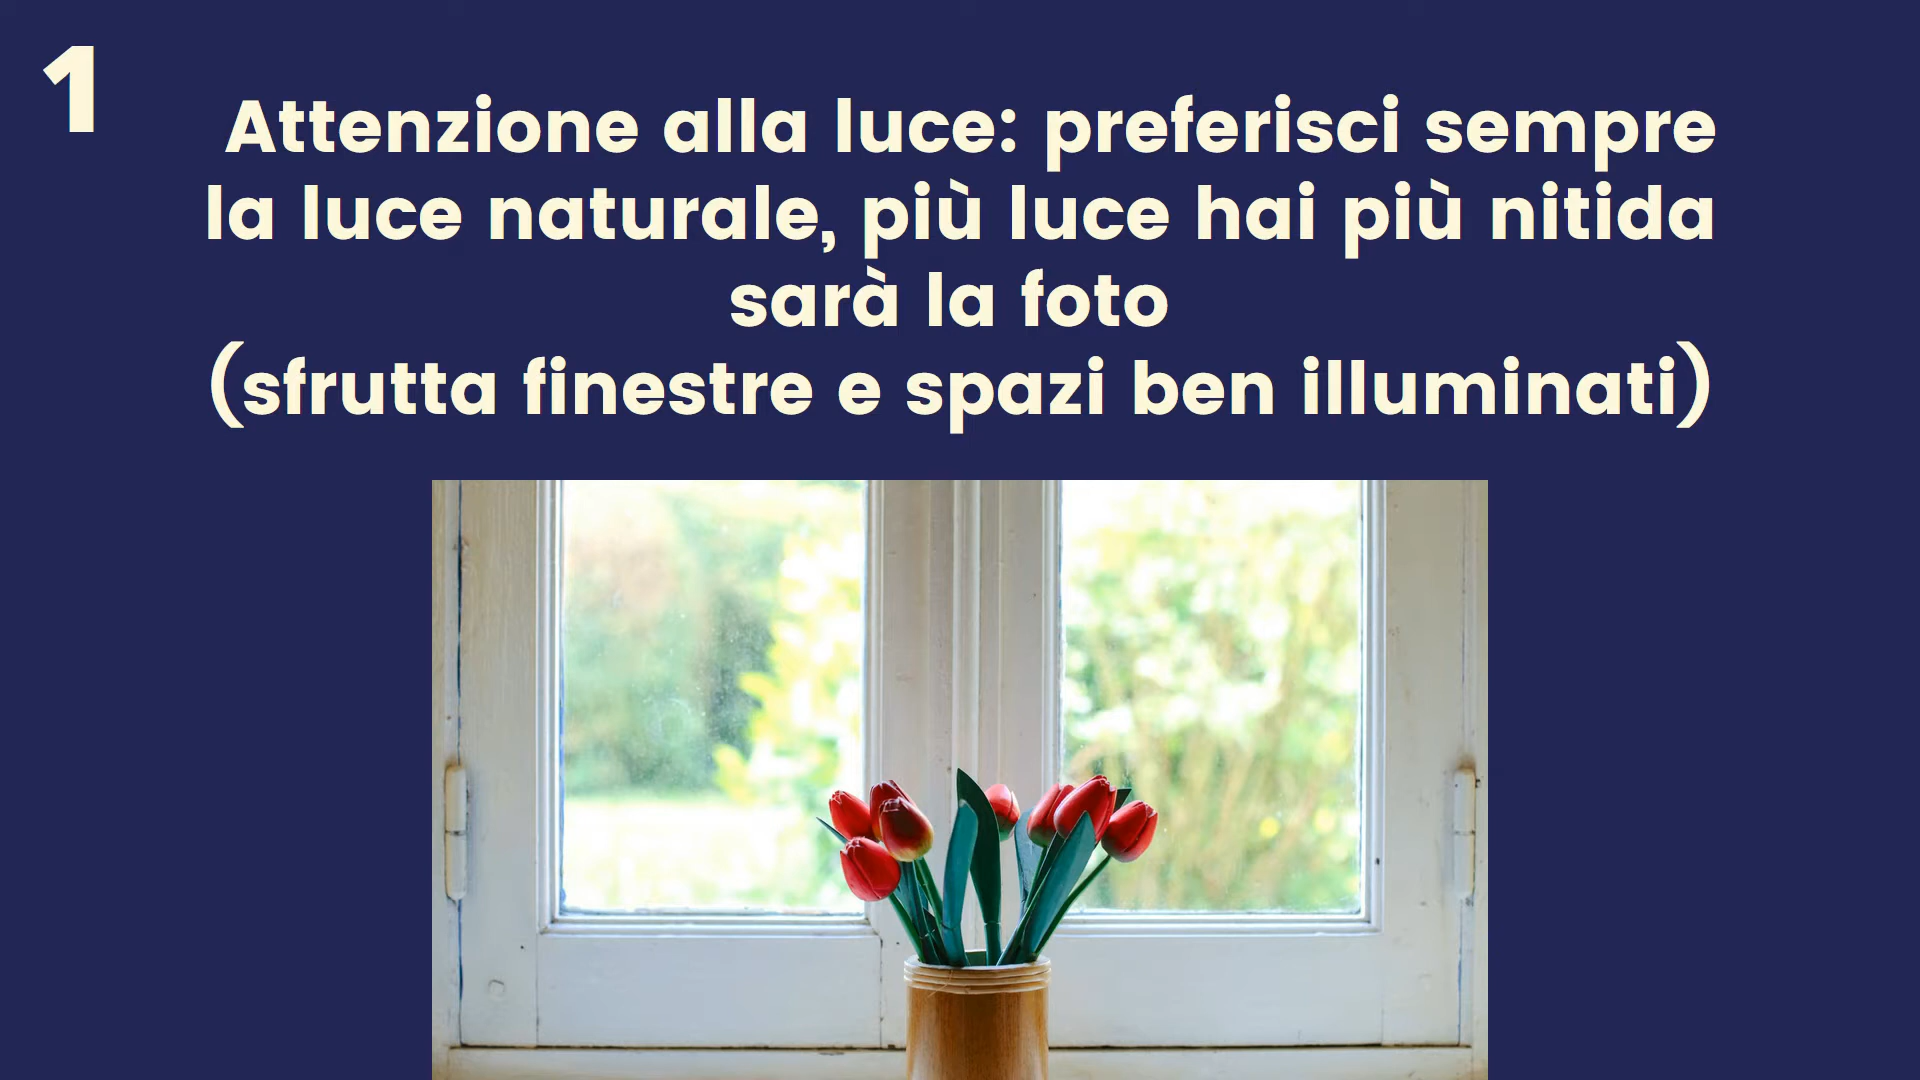 1
Attenzione alla luce: preferisci sempre
la luce naturale, più luce hai più nitida
sarà la foto
(sfrutta finestre e spazi ben illuminati)